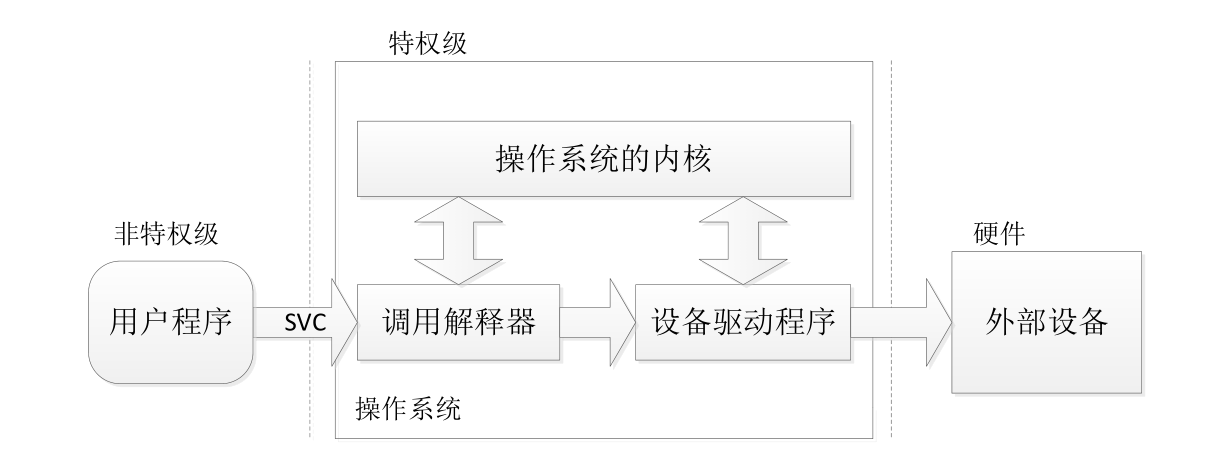 特权级
操作系统的内核
非特权级
硬件
用户程序
SVC
调用解释器
设备驱动程序
外部设备
操作系统